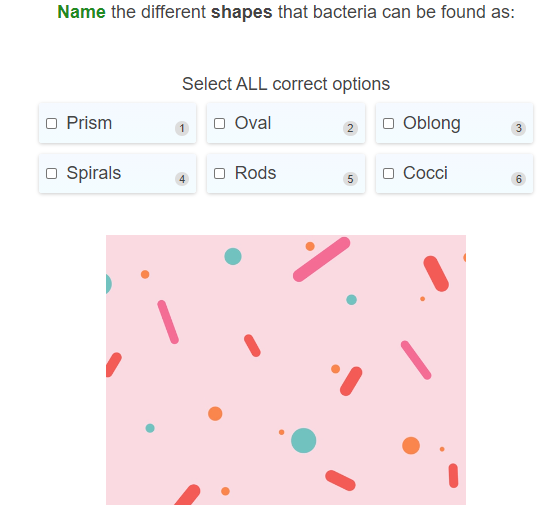 Name the different shapes that bacteria can be found as:
Select ALL correct options
Prism 1 Oval 2 Oblong 3
Spirals 4 Rods 5 Cocci 6